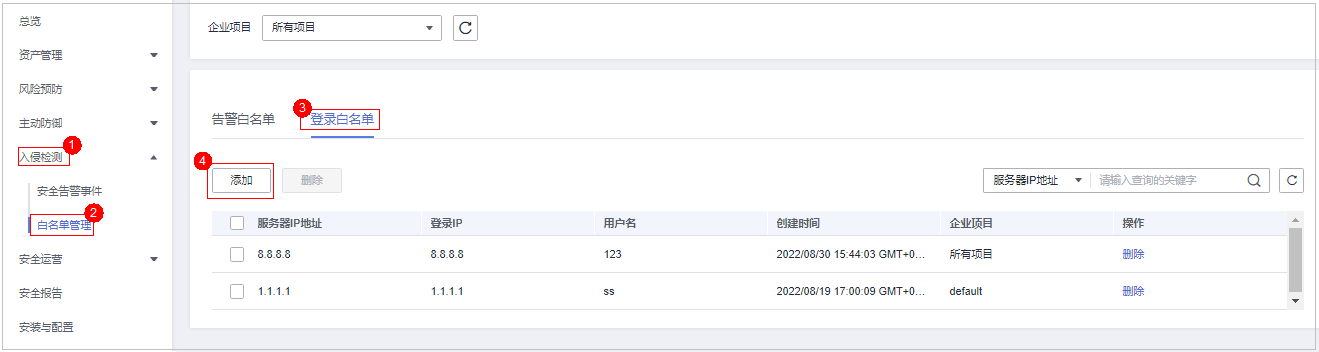 总览
资产管理
风险预防
主动防御
入侵检测 1
安全告警事件
白名单管理 2
安全运营
安全报告
安装与配置
企业项目 所有项目
告警白名单 登录白名单 3
4 添加 删除 服务器IP地址 请输入查询的关键字
服务器IP地址 登录IP 用户名 创建时间 企业项目 操作
8.8.8.8 8.8.8.8 123 2022/08/30 15:44:03 GMT+0... 所有项目 删除
1.1.1.1 1.1.1.1 ss 2022/08/19 17:00:09 GMT+0... default 删除